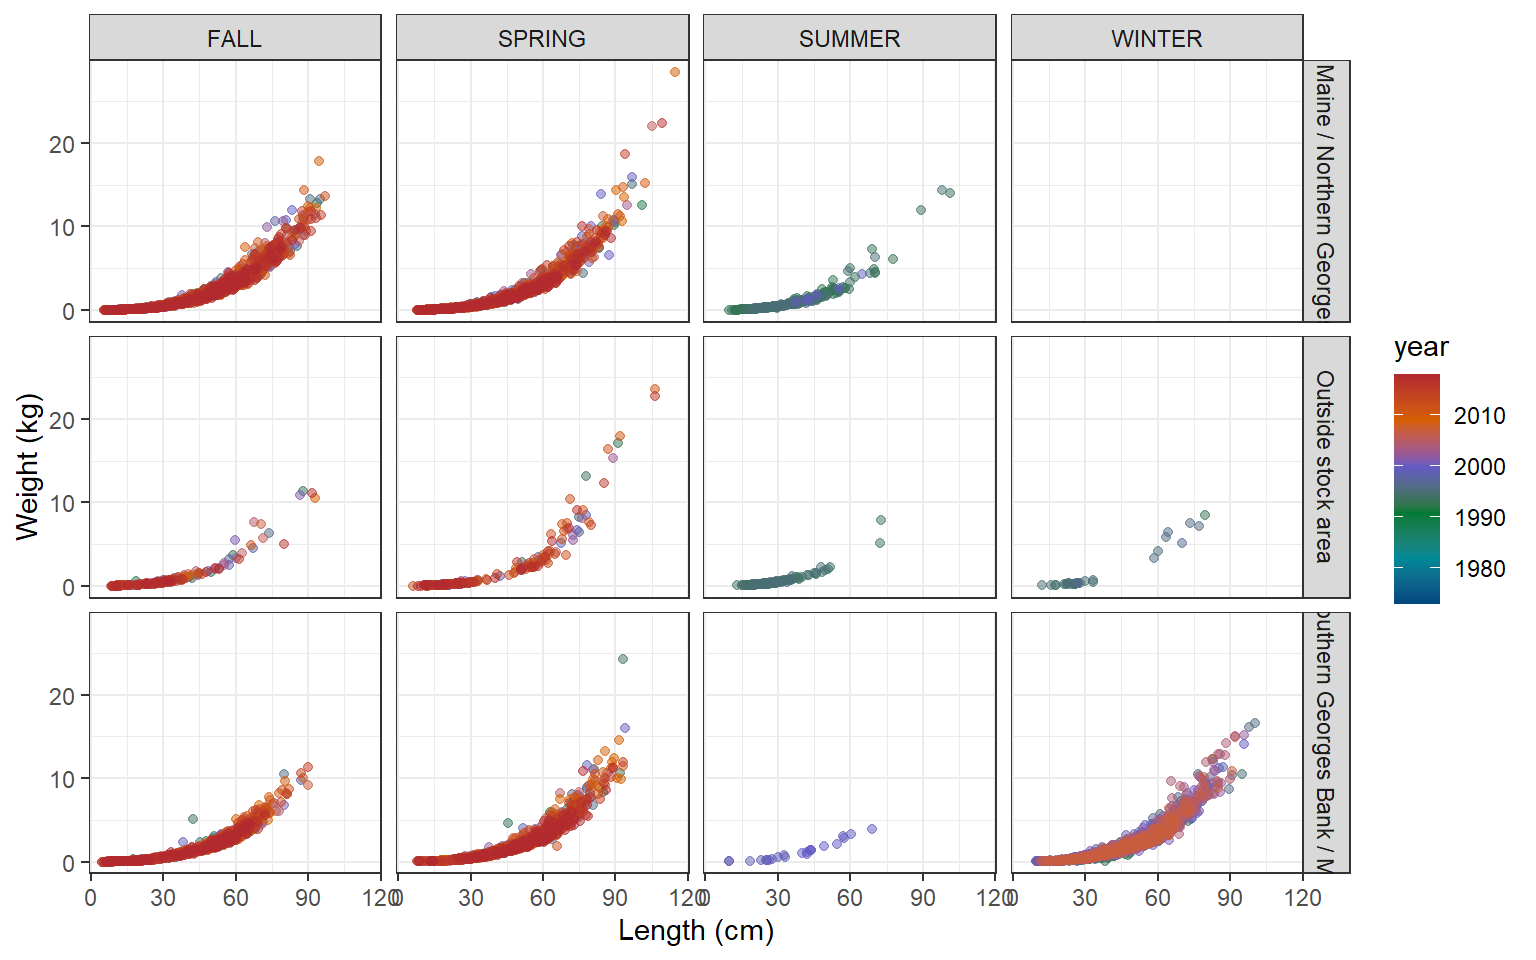 FALL SPRING SUMMER WINTER
20
10
0
Maine / Northern George
20
10
0
Outside stock area
20
10
0
outhern Georges Bank / M
0 30 60 90 120 0 30 60 90 120 0 30 60 90 120 0 30 60 90 120
Length (cm)
Weight (kg)
year
2010
2000
1990
1980